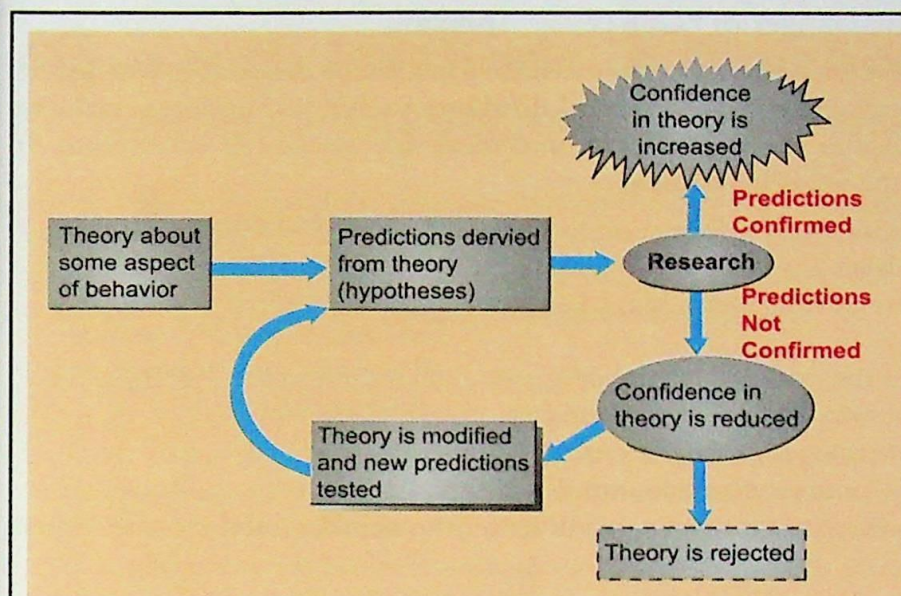 Confidence
in theory is
increased
Predictions
Confirmed
Theory about
some aspect
of behavior
Predictions dervied
from theory
(hypotheses)
Research
Predictions
Not
Confirmed
Confidence in
theory is reduced
Theory is modified
and new predictions
tested
Theory is rejected